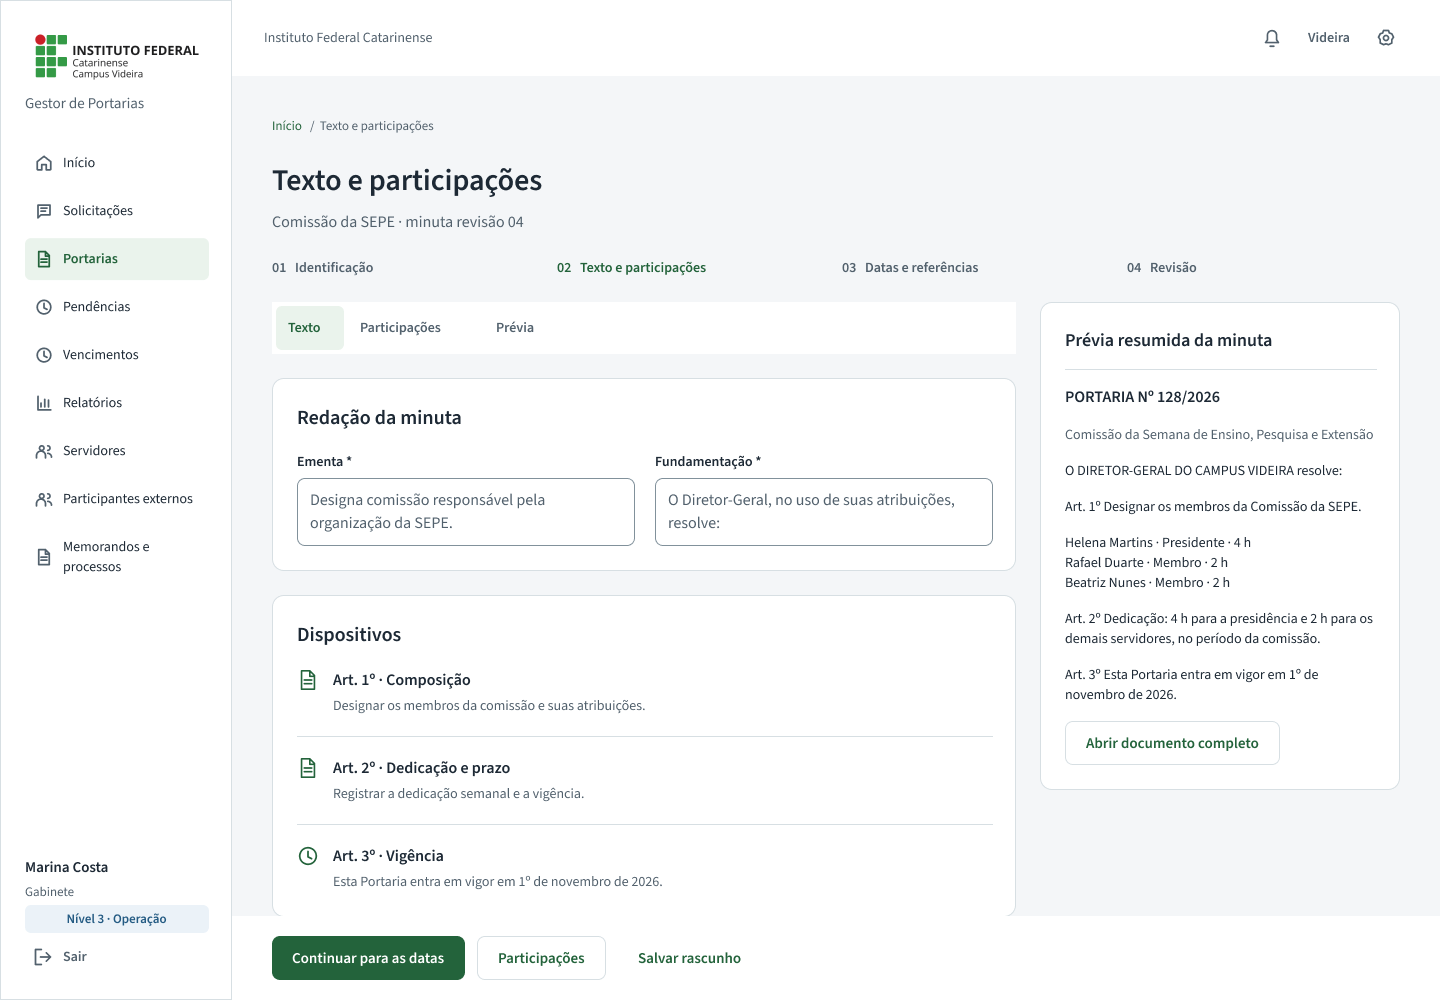 INSTITUTO FEDERAL
Catarinense
Campus Videira
Gestor de Portarias
Início
Solicitações
Portarias
Pendências
Vencimentos
Relatórios
Servidores
Participantes externos
Memorandos e
processos
Marina Costa
Gabinete
Nível 3 · Operação
Sair
Instituto Federal Catarinense
Videira
Início / Texto e participações
Texto e participações
Comissão da SEPE · minuta revisão 04
01 Identificação
02 Texto e participações
03 Datas e referências
04 Revisão
Texto
Participações
Prévia
Redação da minuta
Ementa *
Designa comissão responsável pela
organização da SEPE.
Fundamentação *
O Diretor-Geral, no uso de suas atribuições,
resolve:
Dispositivos
Art. 1º · Composição
Designar os membros da comissão e suas atribuições.
Art. 2º · Dedicação e prazo
Registrar a dedicação semanal e a vigência.
Art. 3º · Vigência
Esta Portaria entra em vigor em 1º de novembro de 2026.
Prévia resumida da minuta
PORTARIA Nº 128/2026
Comissão da Semana de Ensino, Pesquisa e Extensão
O DIRETOR-GERAL DO CAMPUS VIDEIRA resolve:
Art. 1º Designar os membros da Comissão da SEPE.
Helena Martins · Presidente · 4 h
Rafael Duarte · Membro · 2 h
Beatriz Nunes · Membro · 2 h
Art. 2º Dedicação: 4 h para a presidência e 2 h para os
demais servidores, no período da comissão.
Art. 3º Esta Portaria entra em vigor em 1º de
novembro de 2026.
Abrir documento completo
Continuar para as datas
Participações
Salvar rascunho